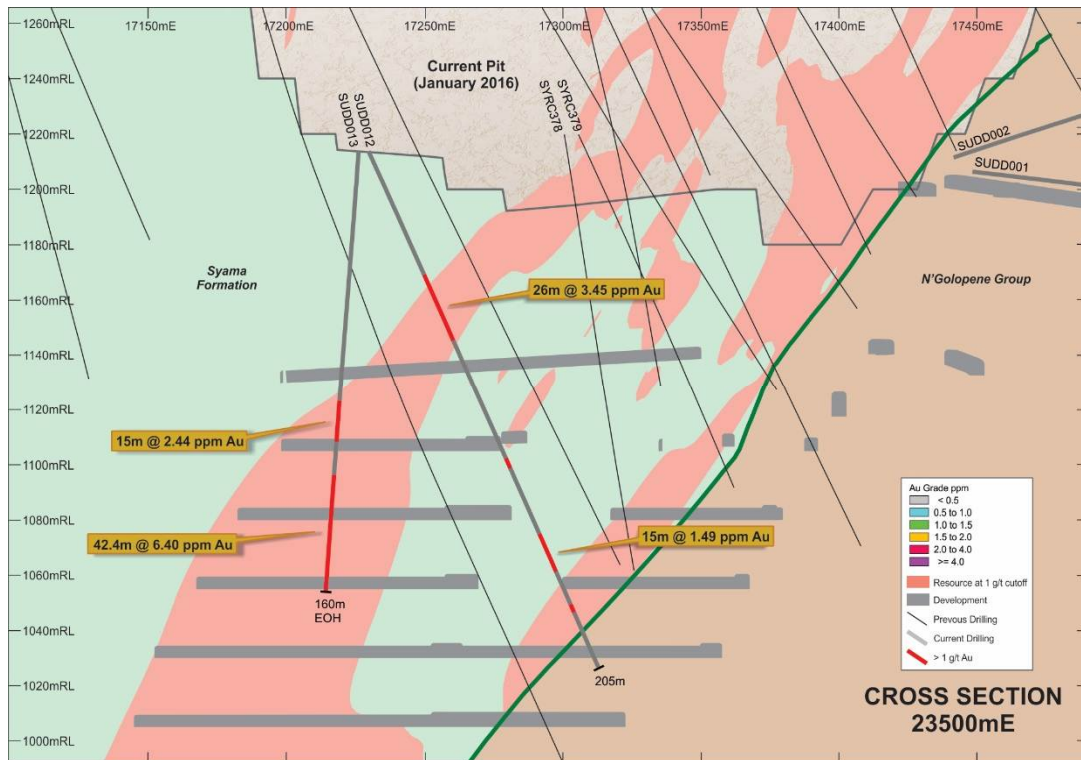 1260mRL
17150mE
17200mE
17250mE
17300mE
17350mE
17400mE
17450mE
1240mRL
Current Pit
(January 2016)
SUDD013
SUDD012
SYRC378
SYRC379
1220mRL
SUDD002
SUDD001
1200mRL
1180mRL
Syama
Formation
N'Golopene Group
26m @ 3.45 ppm Au
1160mRL
1140mRL
1120mRL
15m @ 2.44 ppm Au
1100mRL
1080mRL
42.4m @ 6.40 ppm Au
15m @ 1.49 ppm Au
1060mRL
160m
EOH
1040mRL
205m
1020mRL
1000mRL
Au Grade ppm
< 0.5
0.5 to 1.0
1.0 to 1.5
1.5 to 2.0
2.0 to 4.0
>= 4.0
Resource at 1 g/t cutoff
Development
Prevous Drilling
Current Drilling
> 1 g/t Au
CROSS SECTION
23500mE